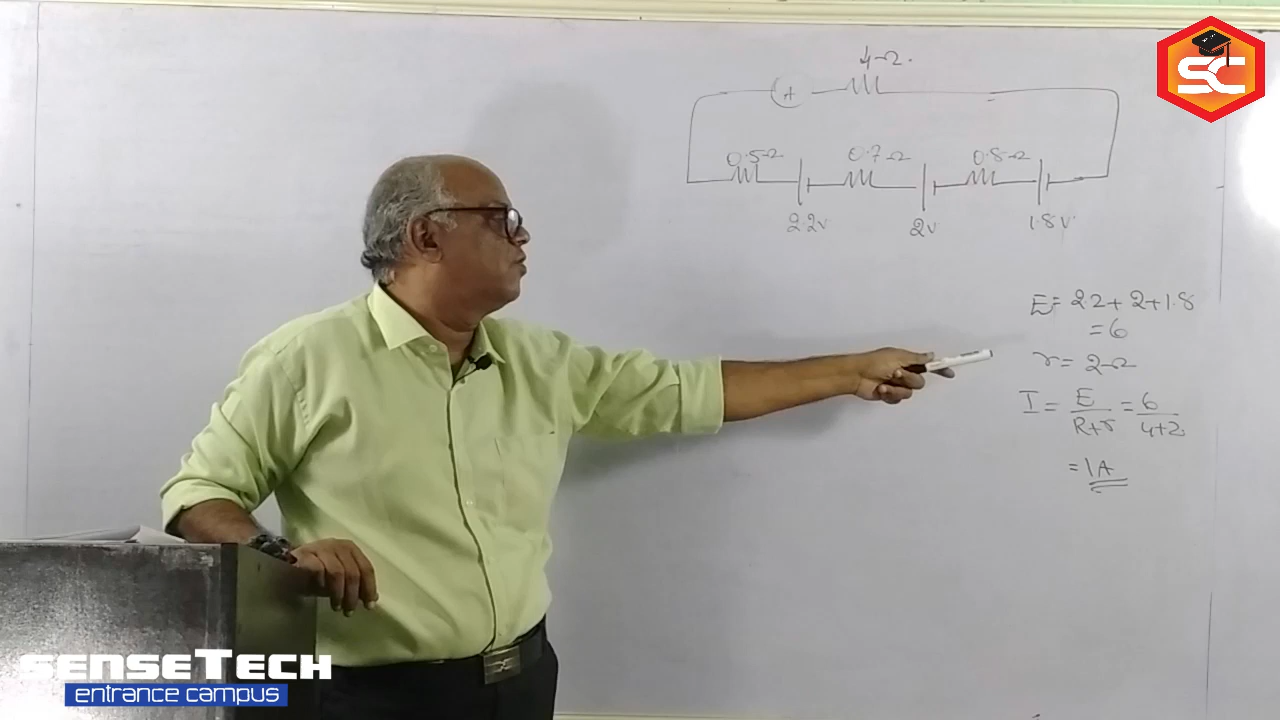 SC
4Ω.
A
0.5Ω 0.7Ω 0.8Ω
2.2v 2v 1.8V
E = 2.2 + 2 + 1.8
= 6
r = 2Ω
I = E/R+r = 6/4+2
= 1A
SENSETECH
entrance campus